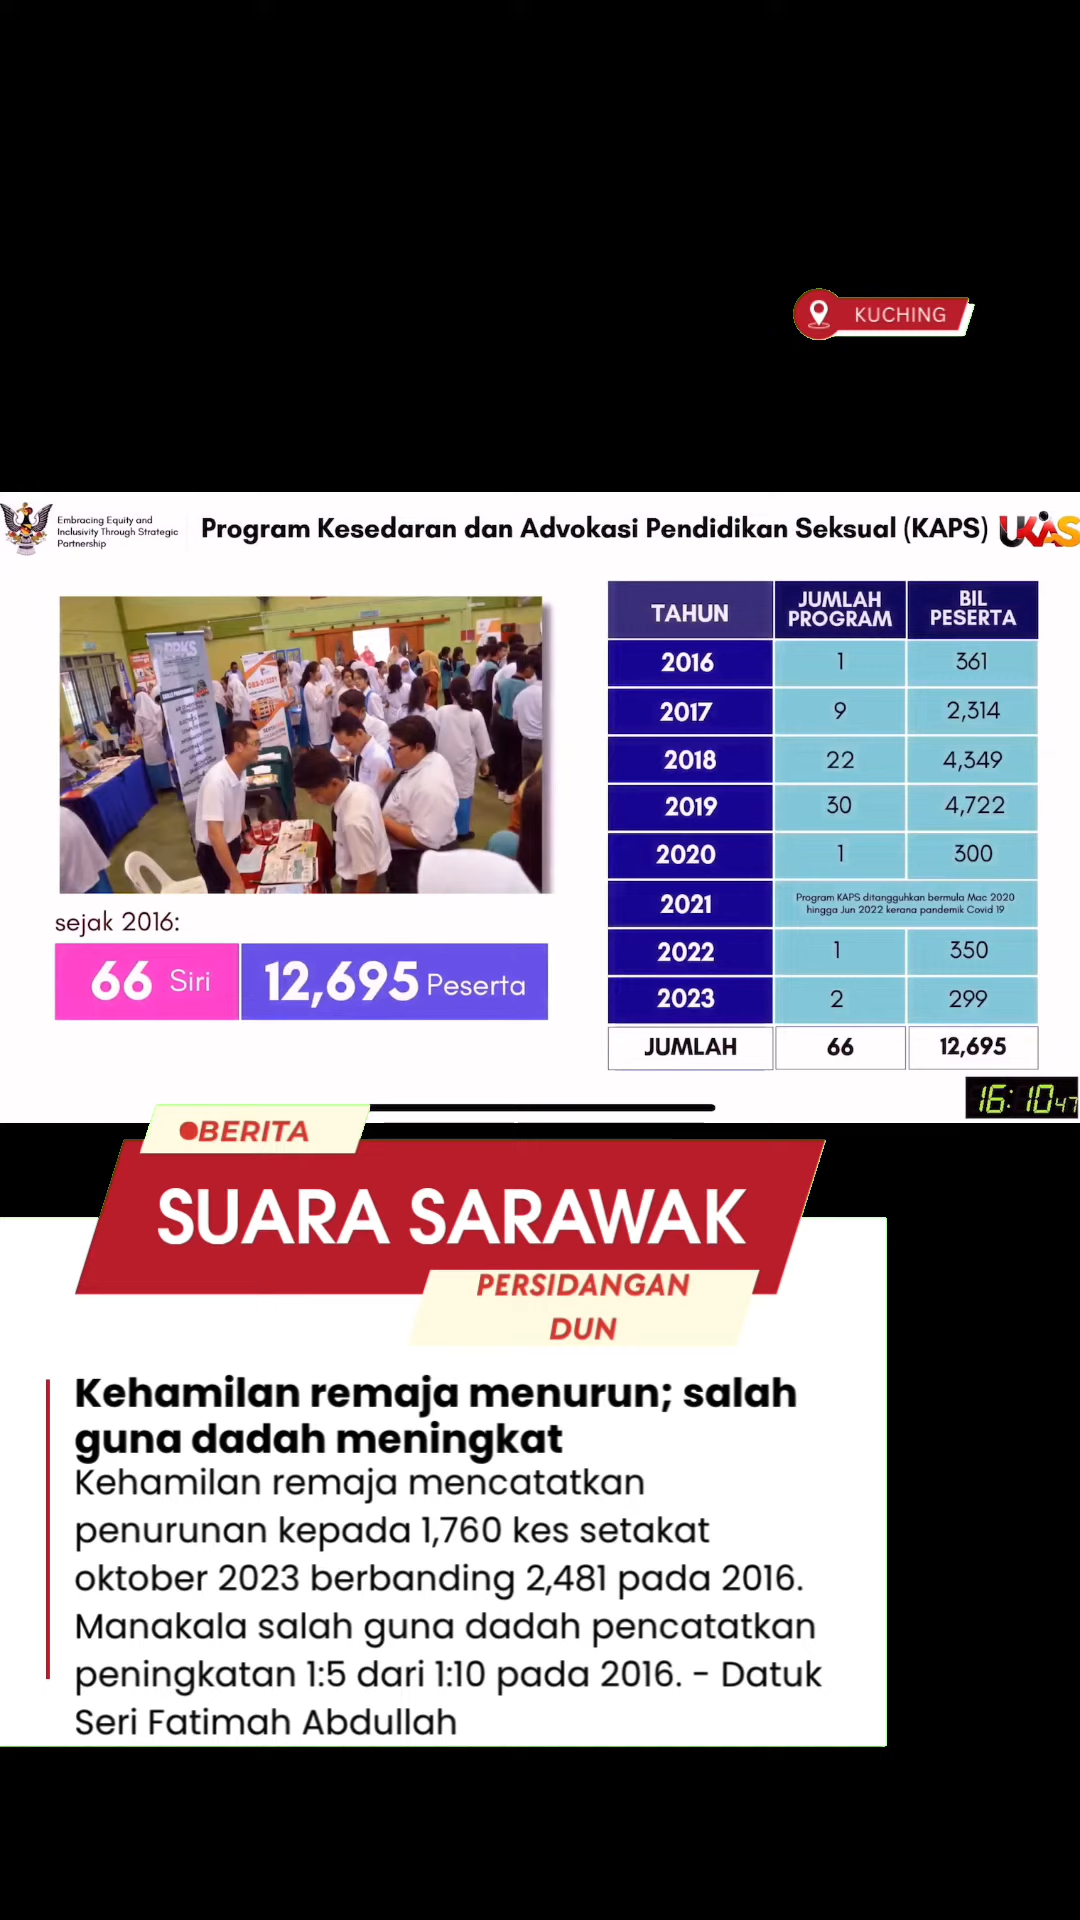 KUCHING
Embracing Equity and
Inclusivity Through Strategic
Partnership
Program Kesedaran dan Advokasi Pendidikan Seksual (KAPS)
UKAS
TAHUN JUMLAH PROGRAM BIL PESERTA
2016 1 361
2017 9 2,314
2018 22 4,349
2019 30 4,722
2020 1 300
2021 Program KAPS ditangguhkan bermula Mac 2020
hingga Jun 2022 kerana pandemik Covid 19
2022 1 350
2023 2 299
JUMLAH 66 12,695
sejak 2016:
66 Siri 12,695 Peserta
16:10 47
BERITA
SUARA SARAWAK
PERSIDANGAN
DUN
Kehamilan remaja menurun; salah
guna dadah meningkat
Kehamilan remaja mencatatkan
penurunan kepada 1,760 kes setakat
oktober 2023 berbanding 2,481 pada 2016.
Manakala salah guna dadah pencatatkan
peningkatan 1:5 dari 1:10 pada 2016. - Datuk
Seri Fatimah Abdullah